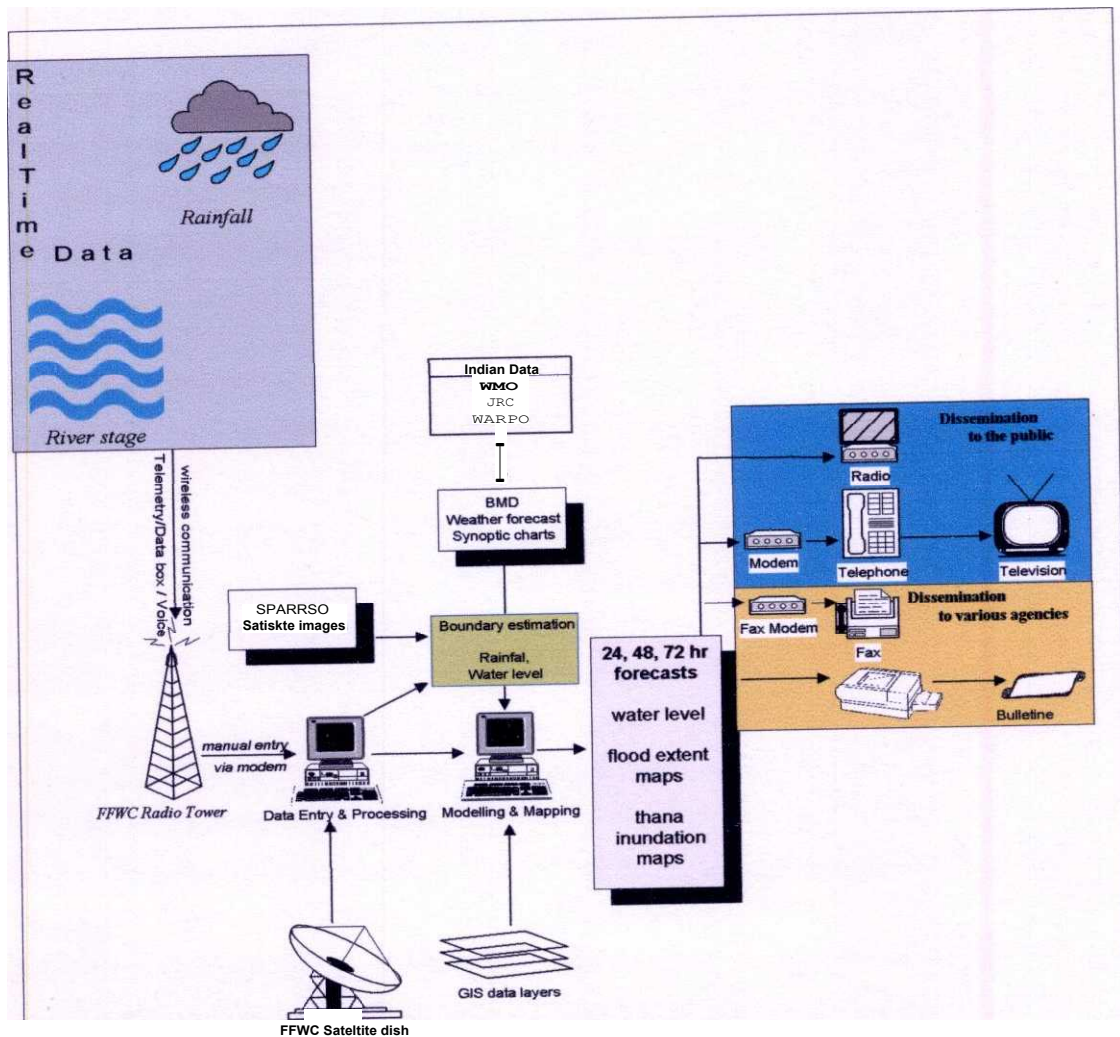 RealTime
Data
Rainfall
River stage
wireless communication
Telemetry/Data box / Voice
Indian Data
WMO
JRC
WARPO
BMD
Weather forecast
Synoptic charts
SPARRSO
Satiskte images
Boundary estimation
Rainfal,
Water level
FFWC Radio Tower
manual entry
via modem
Data Entry & Processing
Modelling & Mapping
FFWC Sateltite dish
GIS data layers
24, 48, 72 hr
forecasts
water level
flood extent
maps
thana
inundation
maps
Dissemination
to the public
Radio
Modem
Telephone
Television
Dissemination
to various agencies
Fax Modem
Fax
Bulletine